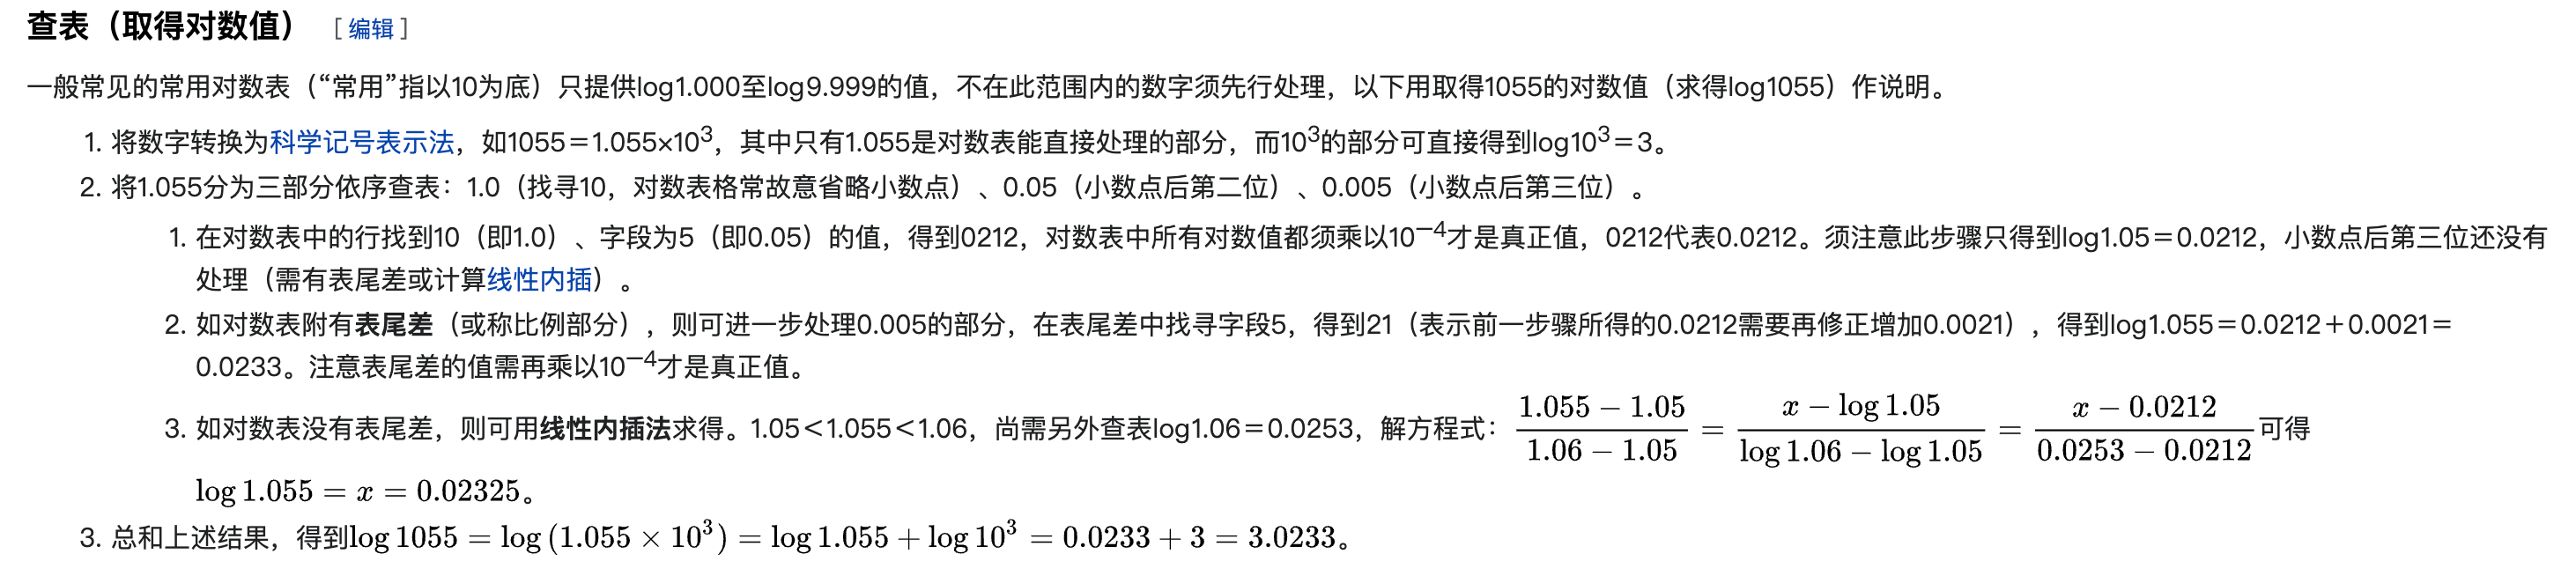 查表（取得对数值） [编辑]
一般常见的常用对数表（“常用”指以10为底）只提供log1.000至log9.999的值，不在此范围内的数字须先行处理，以下用取得1055的对数值（求得log1055）作说明。
1. 将数字转换为科学记号表示法，如1055＝1.055×10³，其中只有1.055是对数表能直接处理的部分，而10³的部分可直接得到log10³＝3。
2. 将1.055分为三部分依序查表：1.0（找寻10，对数表格常故意省略小数点）、0.05（小数点后第二位）、0.005（小数点后第三位）。
1. 在对数表中的行找到10（即1.0）、字段为5（即0.05）的值，得到0212，对数表中所有对数值都须乘以10⁻⁴才是真正值，0212代表0.0212。须注意此步骤只得到log1.05＝0.0212，小数点后第三位还没有
处理（需有表尾差或计算线性内插）。
2. 如对数表附有表尾差（或称比例部分），则可进一步处理0.005的部分，在表尾差中找寻字段5，得到21（表示前一步骤所得的0.0212需要再修正增加0.0021），得到log1.055＝0.0212＋0.0021＝
0.0233。注意表尾差的值需再乘以10⁻⁴才是真正值。
3. 如对数表没有表尾差，则可用线性内插法求得。1.05＜1.055＜1.06，尚需另外查表log1.06＝0.0253，解方程式：(1.055 − 1.05)/(1.06 − 1.05) = (x − log 1.05)/(log 1.06 − log 1.05) = (x − 0.0212)/(0.0253 − 0.0212)可得
log 1.055 = x = 0.02325。
3. 总和上述结果，得到log 1055 = log (1.055 × 10³) = log 1.055 + log 10³ = 0.0233 + 3 = 3.0233。